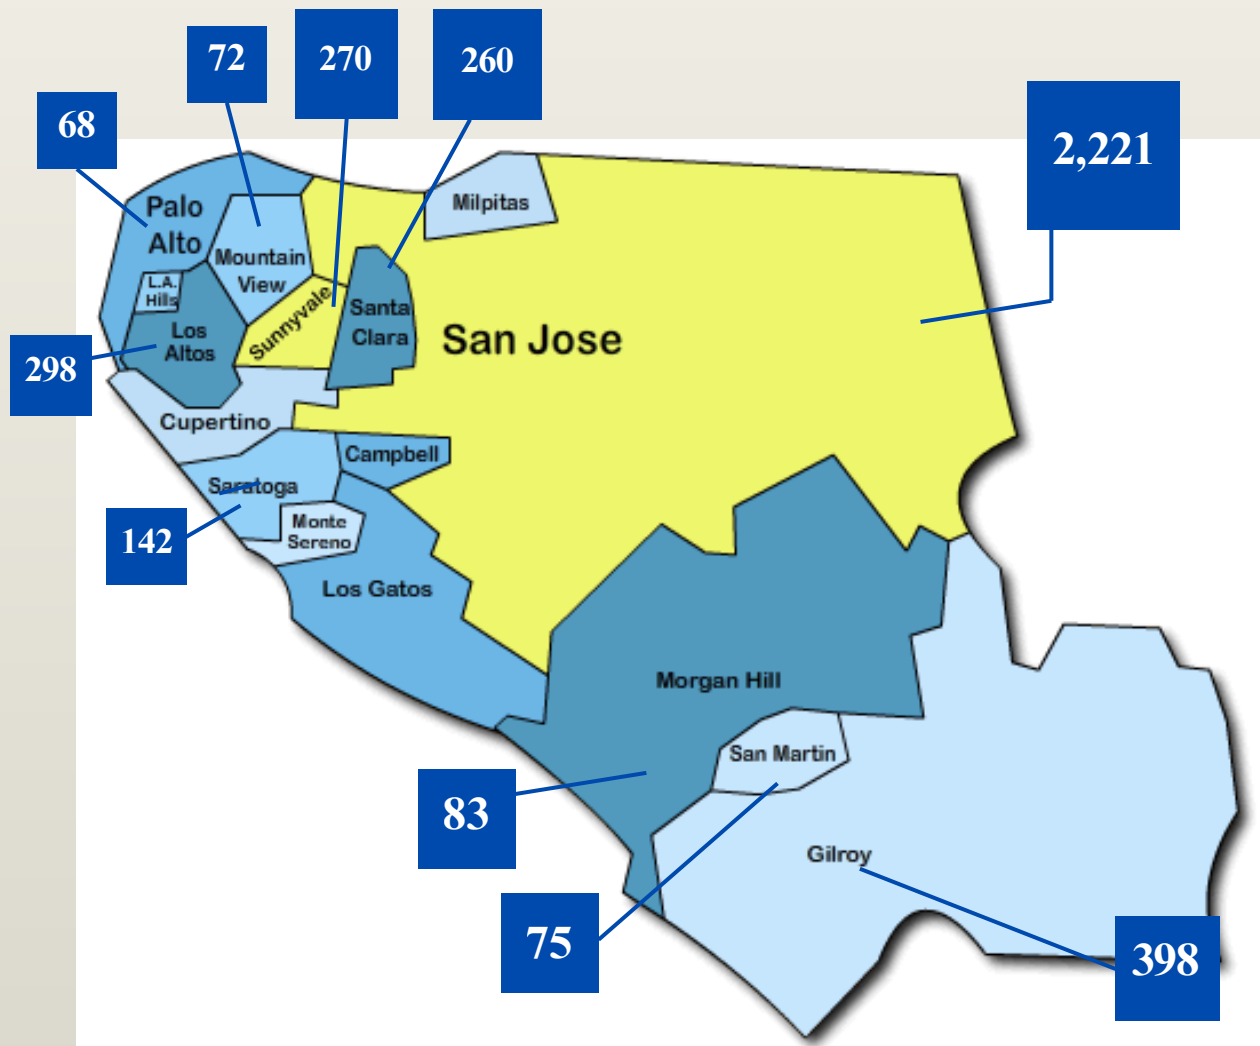 72
270
260
68
2,221
Palo
Alto
Milpitas
Mountain
View
L.A.
Hills
Los
Altos
Sunnyvale
Santa
Clara
San Jose
298
Cupertino
Campbell
Saratoga
Monte
Sereno
142
Los Gatos
Morgan Hill
San Martin
83
Gilroy
75
398